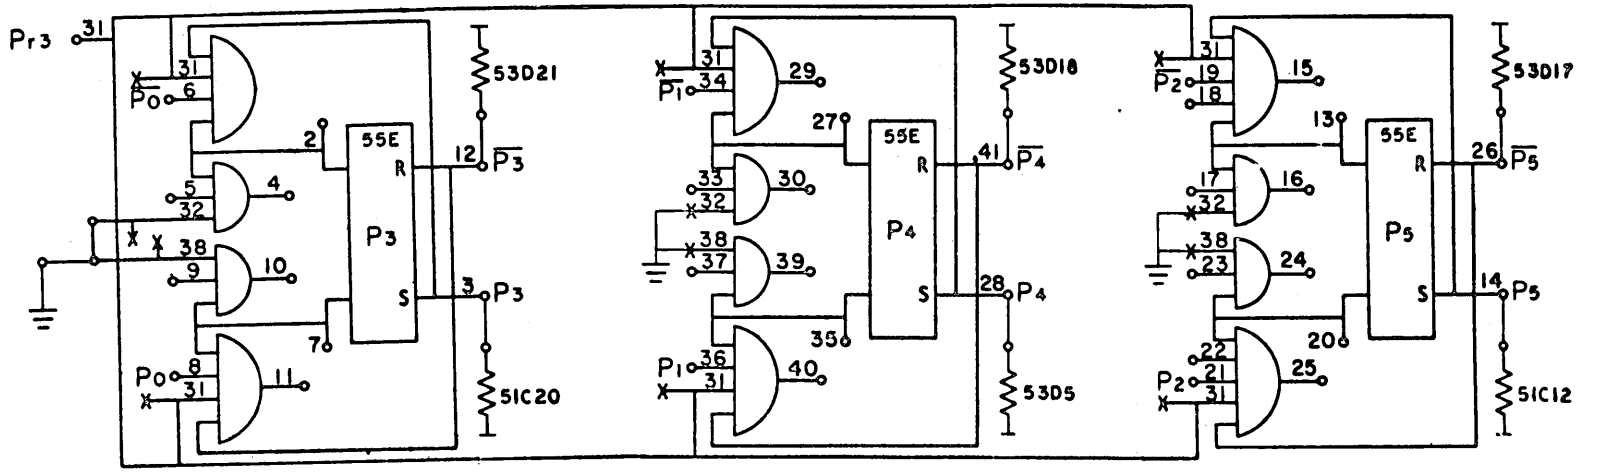 Pr3 31
31
P̅0̅ 6
2
55E
R
12 P̅3̅
53D21
5
4
32
P3
38
9
10
S
3 P3
7
P0 8
31
11
51C20
31
P̅1̅ 34
29
27
55E
R
41 P̅4̅
53D18
33
30
32
P4
38
37
39
S
28 P4
35
P1 36
31
40
53D5
31
P̅2̅ 19
18
15
13
55E
R
26 P̅5̅
53D17
17
16
32
P5
38
23
24
S
14 P5
20
22
P2 21
31
25
51C12